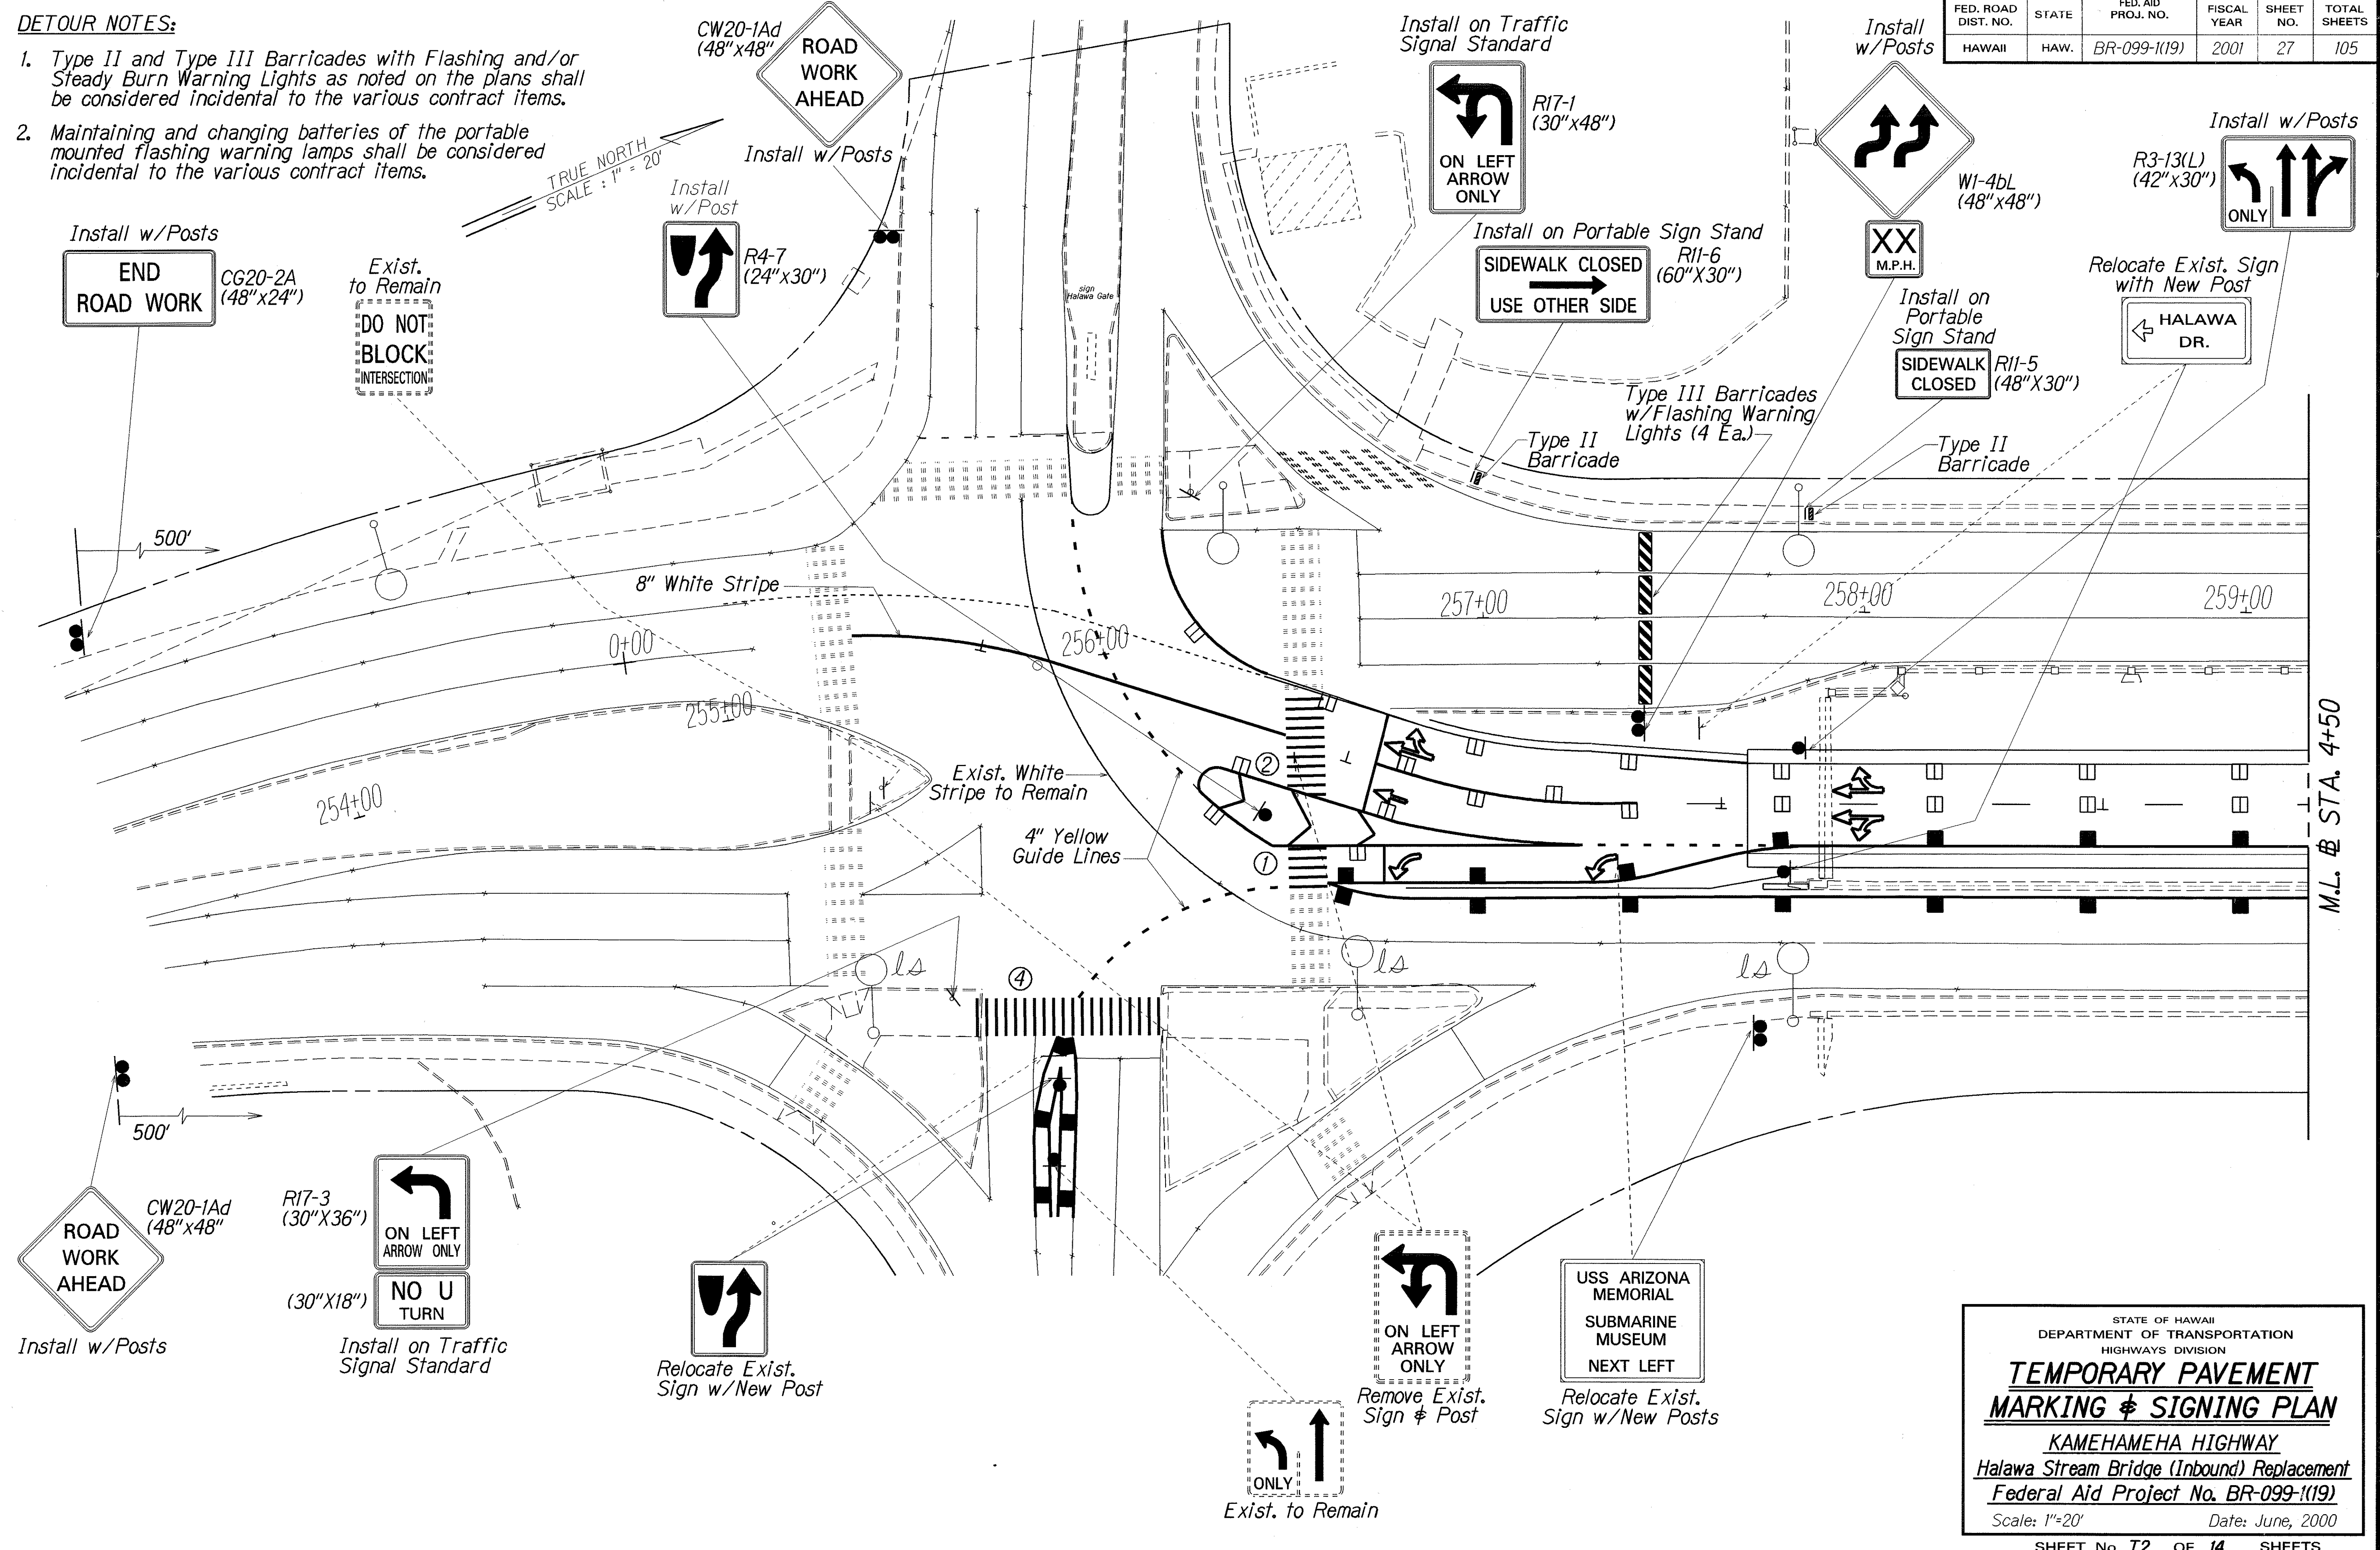 DETOUR NOTES:
1. Type II and Type III Barricades with Flashing and/or
Steady Burn Warning Lights as noted on the plans shall
be considered incidental to the various contract items.
2. Maintaining and changing batteries of the portable
mounted flashing warning lamps shall be considered
incidental to the various contract items.
TRUE NORTH
SCALE : 1" = 20'
CW20-1Ad
(48"x48"
ROAD
WORK
AHEAD
Install w/Posts
Install on Traffic
Signal Standard
R17-1
(30"x48")
ON LEFT
ARROW
ONLY
Install
w/Posts
W1-4bL
(48"x48")
XX
M.P.H.
FED. ROAD
DIST. NO.
STATE
FED. AID
PROJ. NO.
FISCAL
YEAR
SHEET
NO.
TOTAL
SHEETS
HAWAII
HAW.
BR-099-1(19)
2001
27
105
Install w/Posts
R3-13(L)
(42"x30")
ONLY
Install w/Posts
END
ROAD WORK
CG20-2A
(48"x24")
Exist.
to Remain
DO NOT
BLOCK
INTERSECTION
Install
w/Post
R4-7
(24"x30")
sign
Halawa Gate
Install on Portable Sign Stand
R11-6
(60"X30")
SIDEWALK CLOSED
USE OTHER SIDE
Install on
Portable
Sign Stand
SIDEWALK
CLOSED
R11-5
(48"X30")
Relocate Exist. Sign
with New Post
HALAWA
DR.
Type III Barricades
w/Flashing Warning
Lights (4 Ea.)
Type II
Barricade
Type II
Barricade
500'
8" White Stripe
0+00
254+00
255+00
256+00
257+00
258+00
259+00
Exist. White
Stripe to Remain
4" Yellow
Guide Lines
2
1
4
ls
ls
ls
M.L. STA. 4+50
500'
CW20-1Ad
(48"x48"
ROAD
WORK
AHEAD
Install w/Posts
R17-3
(30"X36")
ON LEFT
ARROW ONLY
(30"X18")
NO U
TURN
Install on Traffic
Signal Standard
Relocate Exist.
Sign w/New Post
ONLY
Exist. to Remain
ON LEFT
ARROW
ONLY
Remove Exist.
Sign & Post
USS ARIZONA
MEMORIAL
SUBMARINE
MUSEUM
NEXT LEFT
Relocate Exist.
Sign w/New Posts
STATE OF HAWAII
DEPARTMENT OF TRANSPORTATION
HIGHWAYS DIVISION
TEMPORARY PAVEMENT
MARKING & SIGNING PLAN
KAMEHAMEHA HIGHWAY
Halawa Stream Bridge (Inbound) Replacement
Federal Aid Project No. BR-099-1(19)
Scale: 1"=20'
Date: June, 2000
SHEET No. T2 OF 14 SHEETS